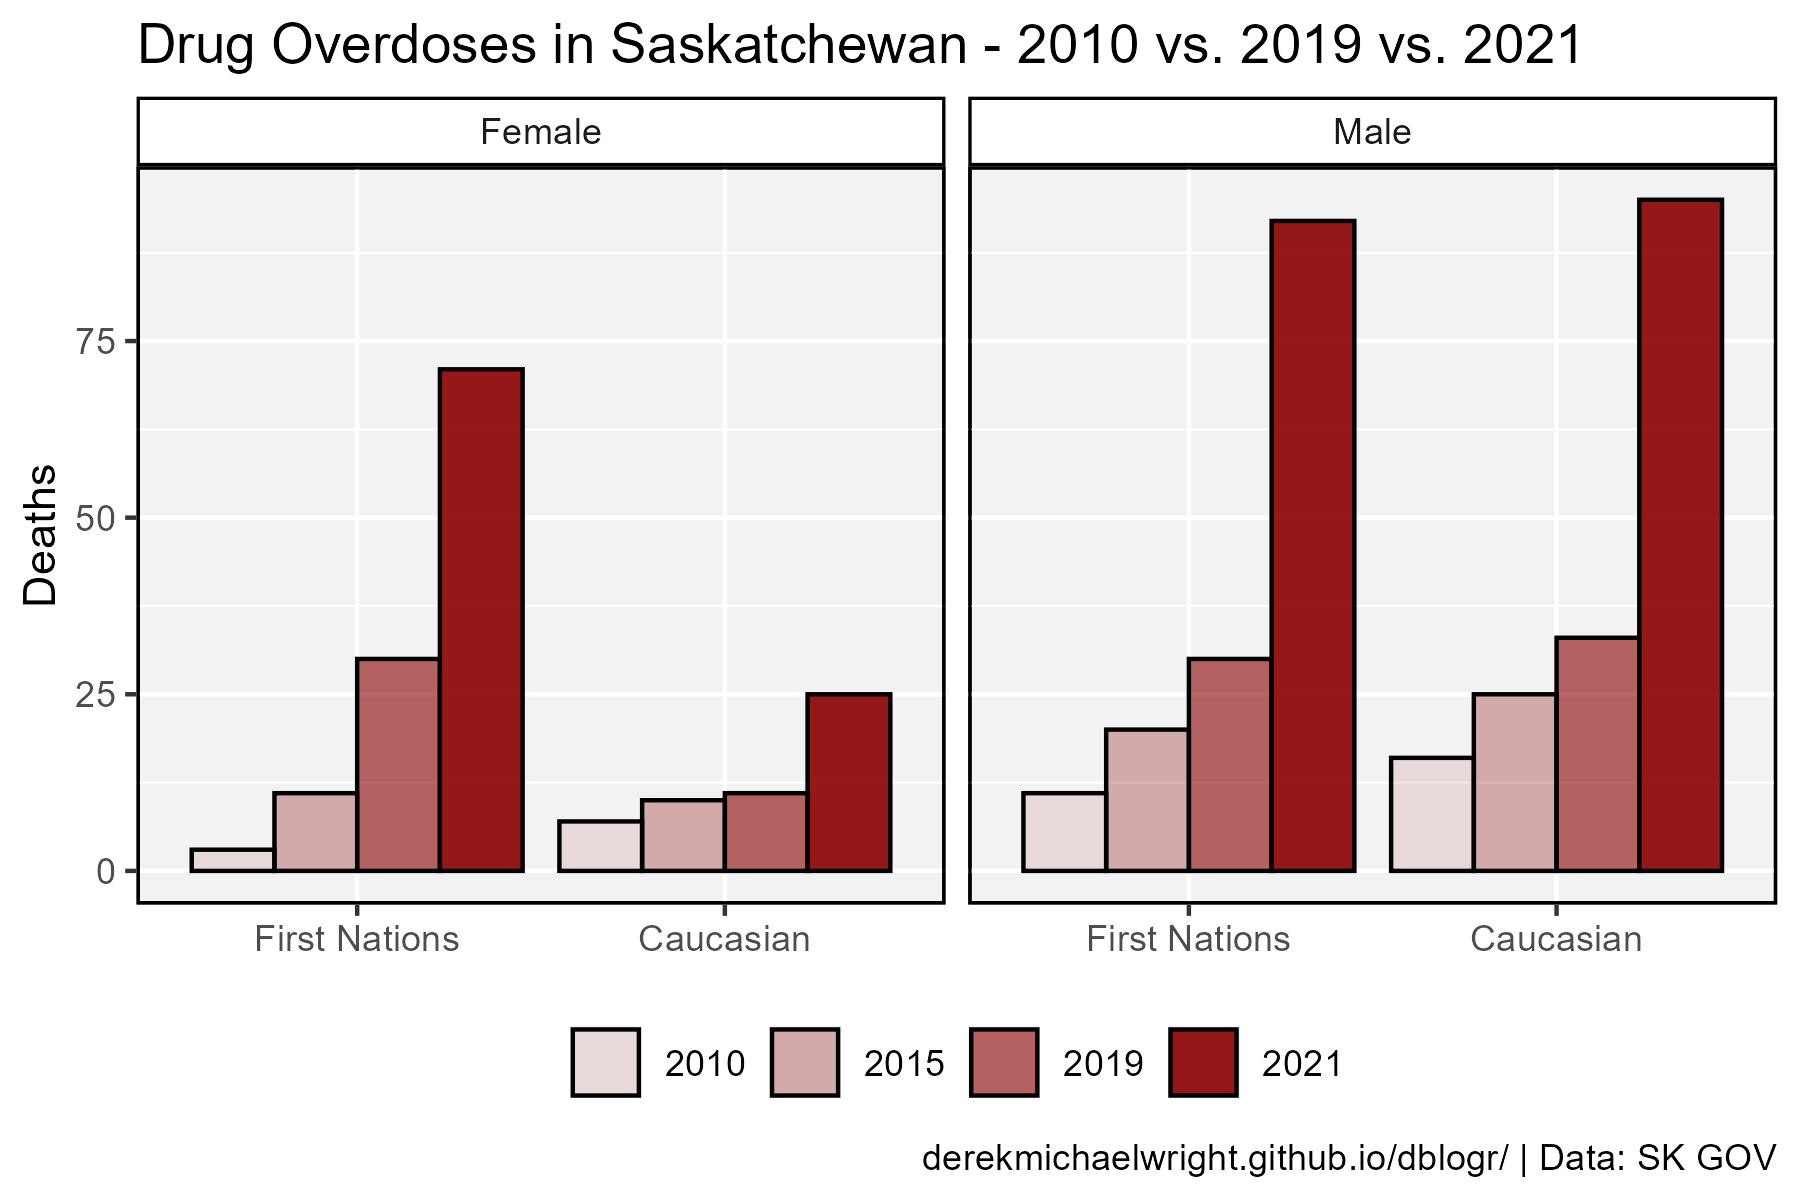 Drug Overdoses in Saskatchewan - 2010 vs. 2019 vs. 2021
Female
Male
Deaths
75
50
25
0
First Nations
Caucasian
First Nations
Caucasian
2010
2015
2019
2021
derekmichaelwright.github.io/dblogr/ | Data: SK GOV